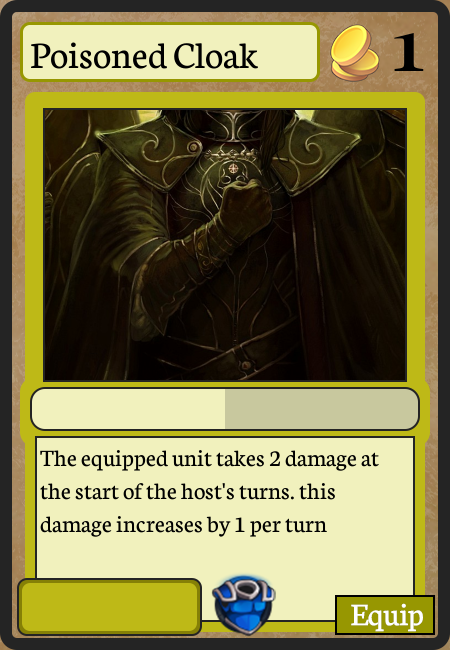 Poisoned Cloak
1
The equipped unit takes 2 damage at
the start of the host's turns. this
damage increases by 1 per turn
Equip